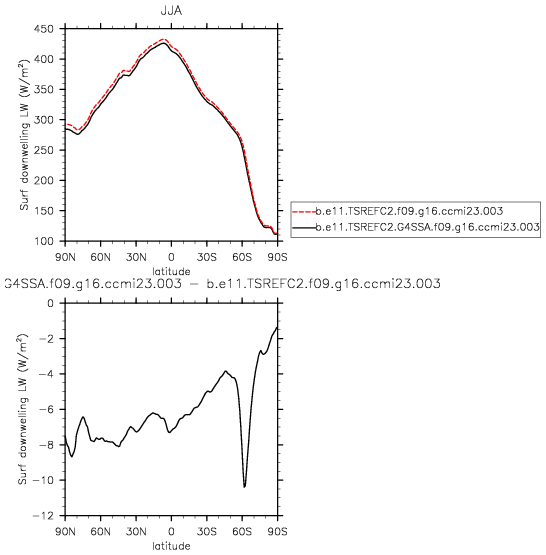 JJA
Surf downwelling LW (W/m²)
450
400
350
300
250
200
150
100
90N 60N 30N 0 30S 60S 90S
latitude
b.e11.TSREFC2.f09.g16.ccmi23.003
b.e11.TSREFC2.G4SSA.f09.g16.ccmi23.003
G4SSA.f09.g16.ccmi23.003 − b.e11.TSREFC2.f09.g16.ccmi23.003
Surf downwelling LW (W/m²)
0
−2
−4
−6
−8
−10
−12
90N 60N 30N 0 30S 60S 90S
latitude